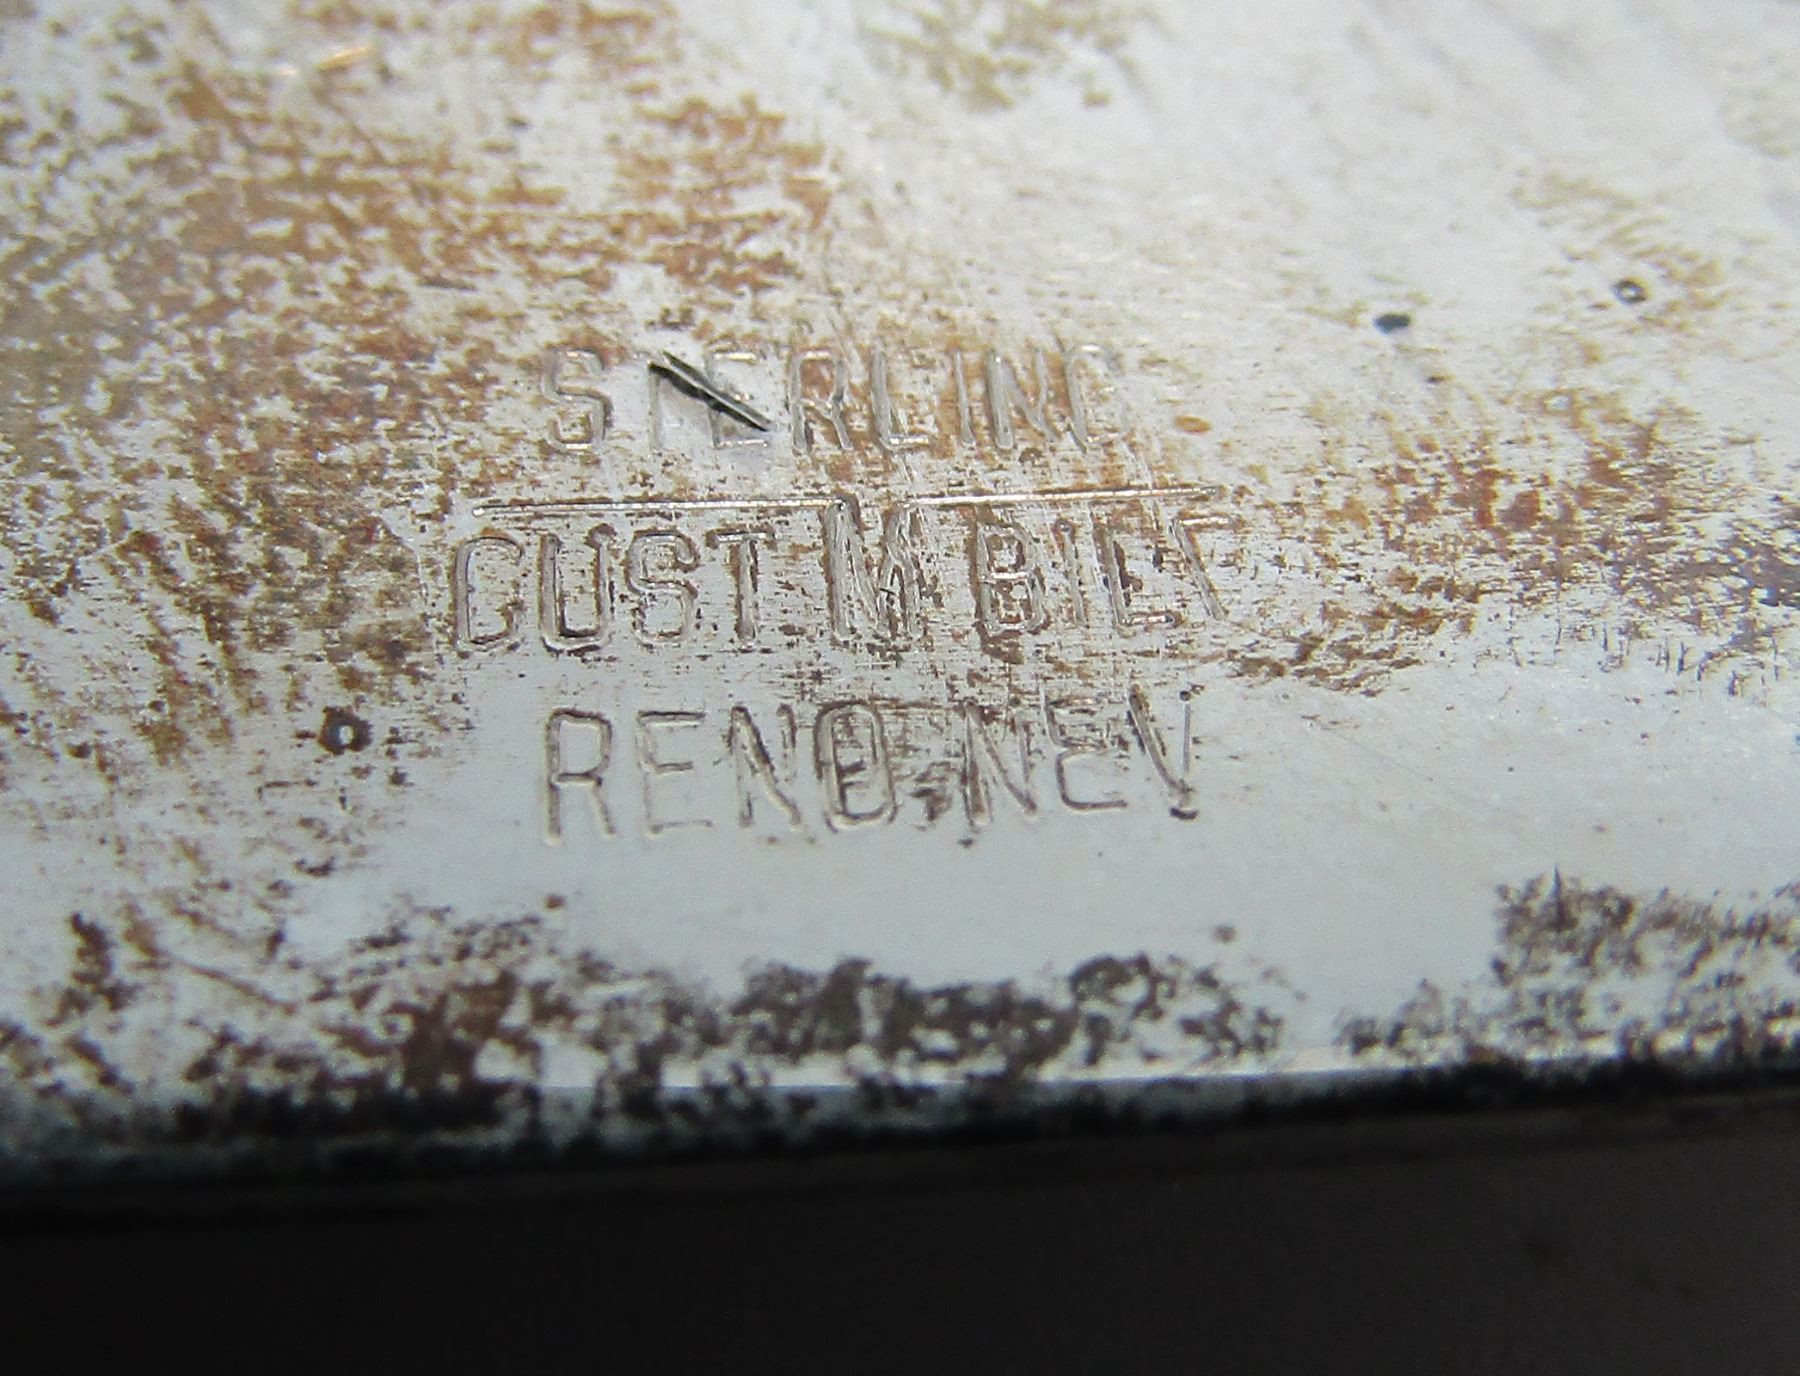 STERLING
CUST M BILT
RENO. NEV